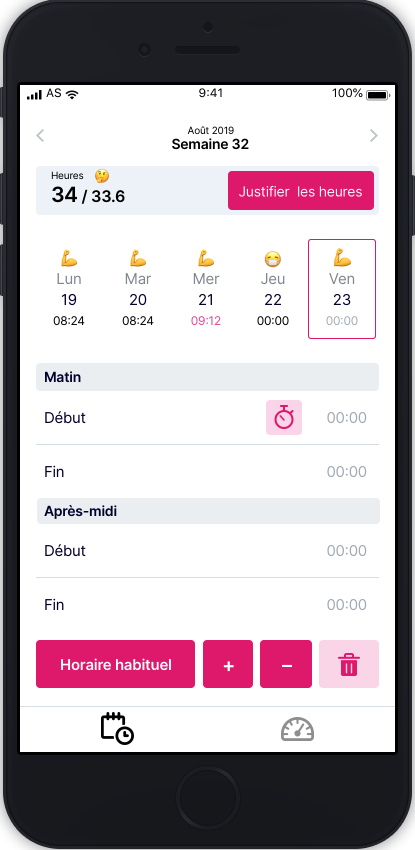 AS 9:41 100%
Août 2019
Semaine 32
Heures
34 / 33.6
Justifier les heures
Lun Mar Mer Jeu Ven
19 20 21 22 23
08:24 08:24 09:12 00:00 00:00
Matin
Début 00:00
Fin 00:00
Après-midi
Début 00:00
Fin 00:00
Horaire habituel + −